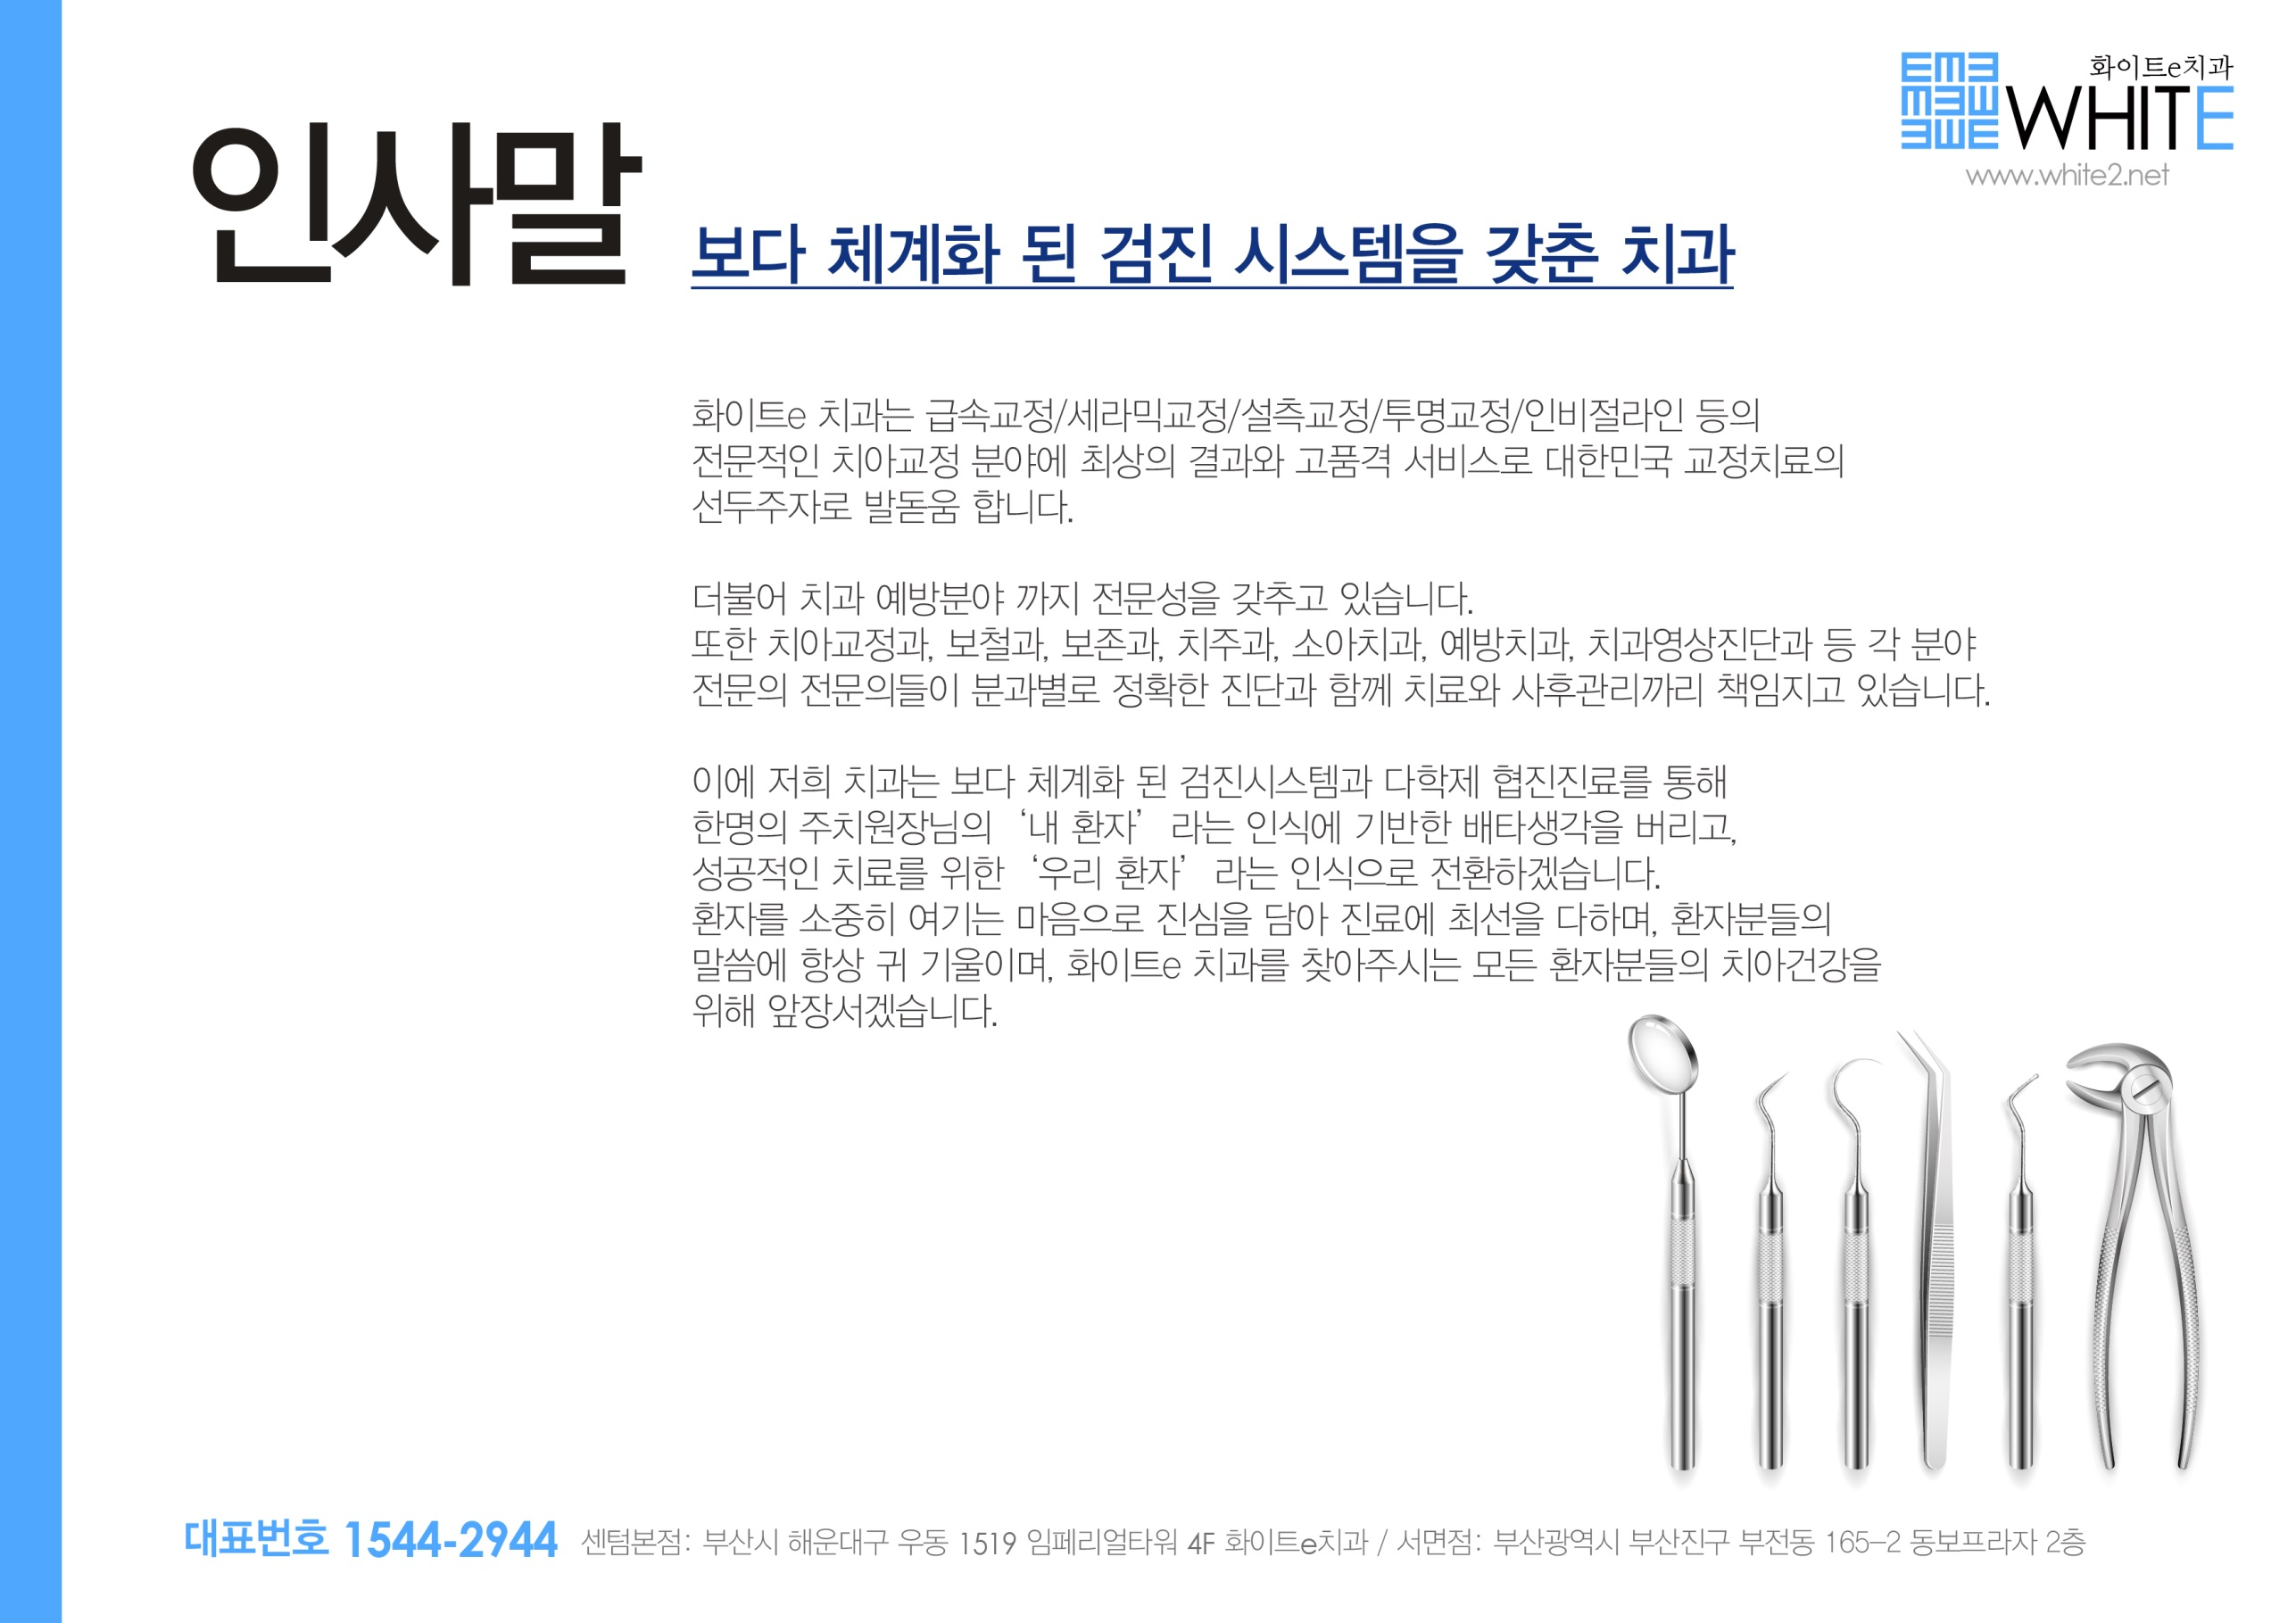 화이트e치과
WHITE
www.white2.net
인사말
보다 체계화 된 검진 시스템을 갖춘 치과
화이트e 치과는 급속교정/세라믹교정/설측교정/투명교정/인비절라인 등의
전문적인 치아교정 분야에 최상의 결과와 고품격 서비스로 대한민국 교정치료의
선두주자로 발돋움 합니다.
더불어 치과 예방분야 까지 전문성을 갖추고 있습니다.
또한 치아교정과, 보철과, 보존과, 치주과, 소아치과, 예방치과, 치과영상진단과 등 각 분야
전문의 전문의들이 분과별로 정확한 진단과 함께 치료와 사후관리까리 책임지고 있습니다.
이에 저희 치과는 보다 체계화 된 검진시스템과 다학제 협진진료를 통해
한명의 주치원장님의 ‘내 환자’ 라는 인식에 기반한 배타생각을 버리고,
성공적인 치료를 위한 ‘우리 환자’ 라는 인식으로 전환하겠습니다.
환자를 소중히 여기는 마음으로 진심을 담아 진료에 최선을 다하며, 환자분들의
말씀에 항상 귀 기울이며, 화이트e 치과를 찾아주시는 모든 환자분들의 치아건강을
위해 앞장서겠습니다.
대표번호 1544-2944 센텀본점: 부산시 해운대구 우동 1519 임페리얼타워 4F 화이트e치과 / 서면점: 부산광역시 부산진구 부전동 165-2 동보프라자 2층